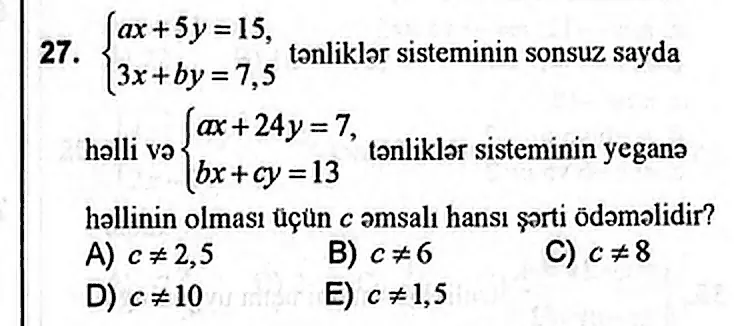 27. { ax + 5y = 15,
3x + by = 7,5 tənliklər sisteminin sonsuz sayda
həlli və { ax + 24y = 7,
bx + cy = 13 tənliklər sisteminin yeganə
həllinin olması üçün c əmsalı hansı şərti ödəməlidir?
A) c ≠ 2,5 B) c ≠ 6 C) c ≠ 8
D) c ≠ 10 E) c ≠ 1,5